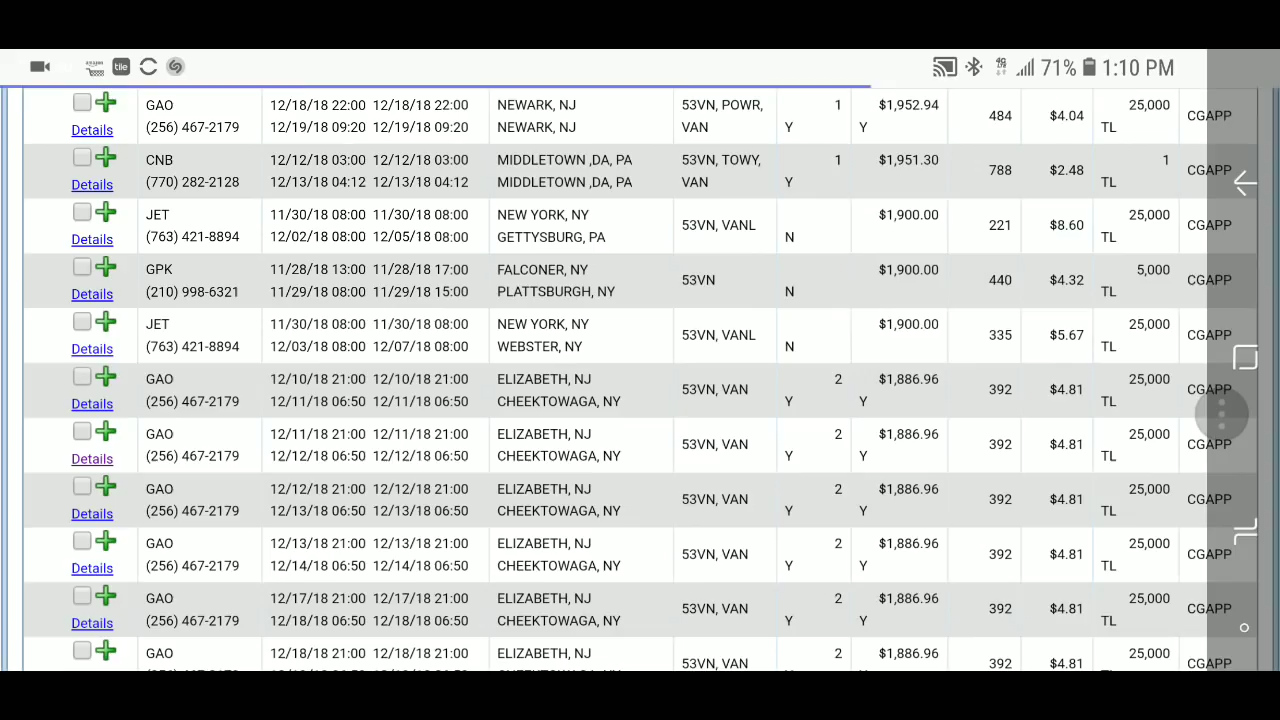 tile
71% 1:10 PM
GAO 12/18/18 22:00 12/18/18 22:00 NEWARK, NJ 53VN, POWR, 1 $1,952.94 484 $4.04 25,000 CGAPP
Details (256) 467-2179 12/19/18 09:20 12/19/18 09:20 NEWARK, NJ VAN Y Y TL
CNB 12/12/18 03:00 12/12/18 03:00 MIDDLETOWN ,DA, PA 53VN, TOWY, 1 $1,951.30 788 $2.48 1 CGAPP
Details (770) 282-2128 12/13/18 04:12 12/13/18 04:12 MIDDLETOWN ,DA, PA VAN Y TL
JET 11/30/18 08:00 11/30/18 08:00 NEW YORK, NY 53VN, VANL $1,900.00 221 $8.60 25,000 CGAPP
Details (763) 421-8894 12/02/18 08:00 12/05/18 08:00 GETTYSBURG, PA N TL
GPK 11/28/18 13:00 11/28/18 17:00 FALCONER, NY 53VN $1,900.00 440 $4.32 5,000 CGAPP
Details (210) 998-6321 11/29/18 08:00 11/29/18 15:00 PLATTSBURGH, NY N TL
JET 11/30/18 08:00 11/30/18 08:00 NEW YORK, NY 53VN, VANL $1,900.00 335 $5.67 25,000 CGAPP
Details (763) 421-8894 12/03/18 08:00 12/07/18 08:00 WEBSTER, NY N TL
GAO 12/10/18 21:00 12/10/18 21:00 ELIZABETH, NJ 53VN, VAN 2 $1,886.96 392 $4.81 25,000 CGAPP
Details (256) 467-2179 12/11/18 06:50 12/11/18 06:50 CHEEKTOWAGA, NY Y Y TL
GAO 12/11/18 21:00 12/11/18 21:00 ELIZABETH, NJ 53VN, VAN 2 $1,886.96 392 $4.81 25,000 CGAPP
Details (256) 467-2179 12/12/18 06:50 12/12/18 06:50 CHEEKTOWAGA, NY Y Y TL
GAO 12/12/18 21:00 12/12/18 21:00 ELIZABETH, NJ 53VN, VAN 2 $1,886.96 392 $4.81 25,000 CGAPP
Details (256) 467-2179 12/13/18 06:50 12/13/18 06:50 CHEEKTOWAGA, NY Y Y TL
GAO 12/13/18 21:00 12/13/18 21:00 ELIZABETH, NJ 53VN, VAN 2 $1,886.96 392 $4.81 25,000 CGAPP
Details (256) 467-2179 12/14/18 06:50 12/14/18 06:50 CHEEKTOWAGA, NY Y Y TL
GAO 12/17/18 21:00 12/17/18 21:00 ELIZABETH, NJ 53VN, VAN 2 $1,886.96 392 $4.81 25,000 CGAPP
Details (256) 467-2179 12/18/18 06:50 12/18/18 06:50 CHEEKTOWAGA, NY Y Y TL
GAO 12/18/18 21:00 12/18/18 21:00 ELIZABETH, NJ 53VN, VAN 2 $1,886.96 392 $4.81 25,000 CGAPP